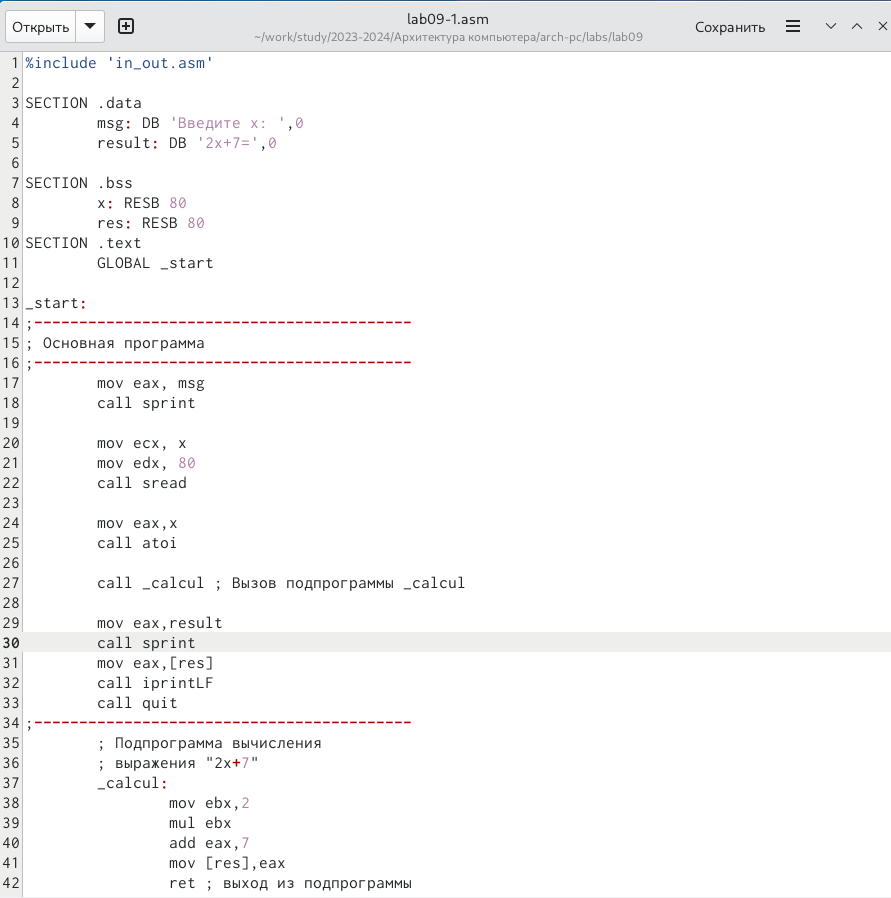 Открыть
lab09-1.asm
~/work/study/2023-2024/Архитектура компьютера/arch-pc/labs/lab09
Сохранить
1 %include 'in_out.asm'
2
3 SECTION .data
4 msg: DB 'Введите x: ',0
5 result: DB '2x+7=',0
6
7 SECTION .bss
8 x: RESB 80
9 res: RESB 80
10 SECTION .text
11 GLOBAL _start
12
13 _start:
14 ;------------------------------------------
15 ; Основная программа
16 ;------------------------------------------
17 mov eax, msg
18 call sprint
19
20 mov ecx, x
21 mov edx, 80
22 call sread
23
24 mov eax,x
25 call atoi
26
27 call _calcul ; Вызов подпрограммы _calcul
28
29 mov eax,result
30 call sprint
31 mov eax,[res]
32 call iprintLF
33 call quit
34 ;------------------------------------------
35 ; Подпрограмма вычисления
36 ; выражения "2x+7"
37 _calcul:
38 mov ebx,2
39 mul ebx
40 add eax,7
41 mov [res],eax
42 ret ; выход из подпрограммы